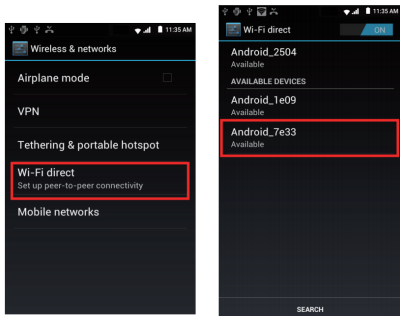 11:35 AM
Wireless & networks
Airplane mode
VPN
Tethering & portable hotspot
Wi-Fi direct
Set up peer-to-peer connectivity
Mobile networks
11:35 AM
Wi-Fi direct
ON
Android_2504
Available
AVAILABLE DEVICES
Android_1e09
Available
Android_7e33
Available
SEARCH